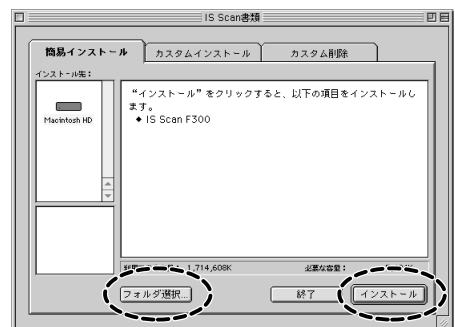 IS Scan書類
簡易インストール
カスタムインストール
カスタム削除
インストール先：
Macintosh HD
“インストール”をクリックすると、以下の項目をインストールし
ます。
◆ IS Scan F300
1,714,608K
必要な容量：
フォルダ選択...
終了
インストール